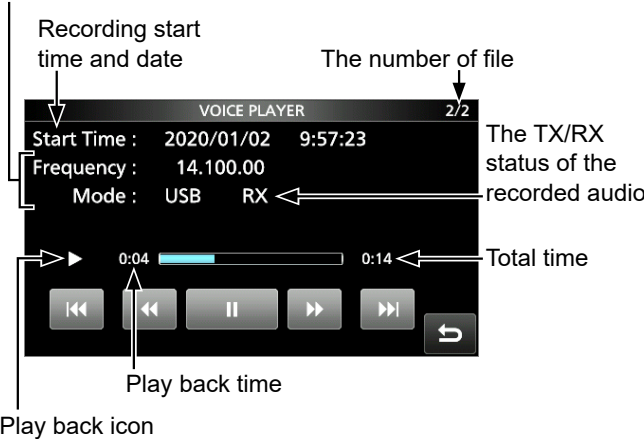 Recording start
time and date
The number of file
VOICE PLAYER 2/2
Start Time : 2020/01/02 9:57:23
Frequency : 14.100.00
Mode : USB RX
The TX/RX
status of the
recorded audio
0:04 0:14
Total time
Play back time
Play back icon